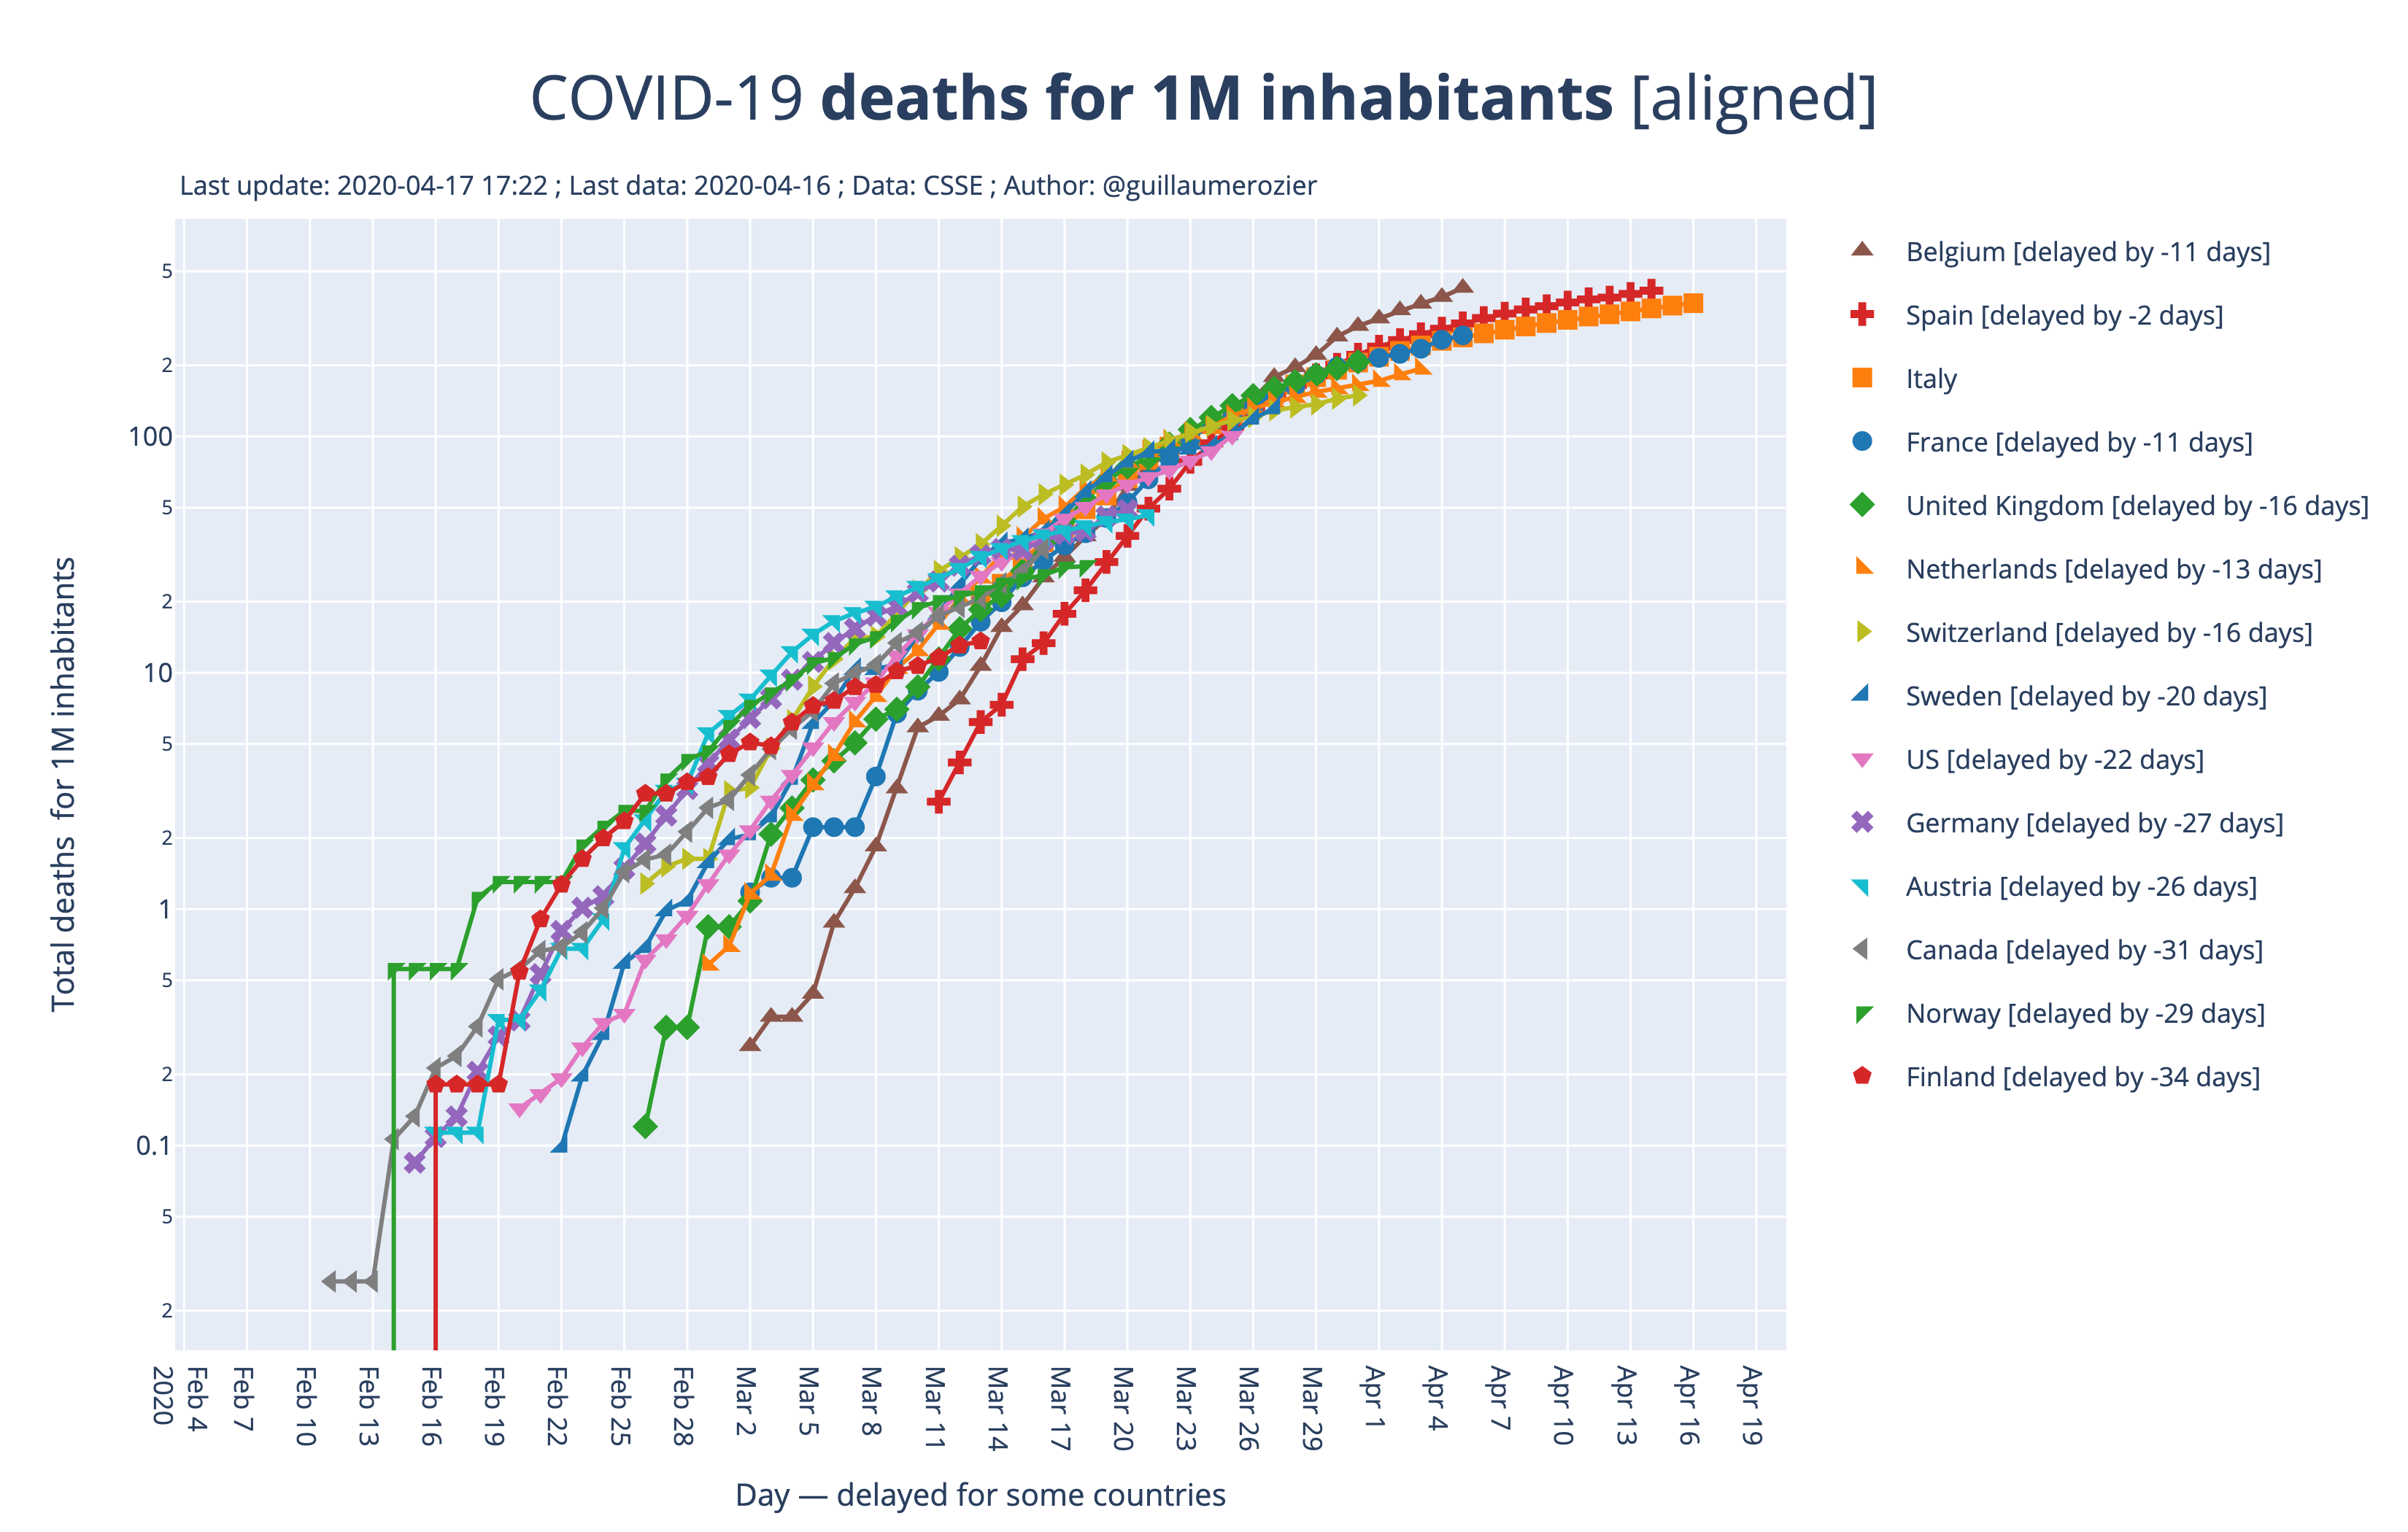 COVID-19 deaths for 1M inhabitants [aligned]
Last update: 2020-04-17 17:22 ; Last data: 2020-04-16 ; Data: CSSE ; Author: @guillaumerozier
Total deaths for 1M inhabitants
5
2
100
5
2
10
5
2
1
5
2
0.1
5
2
Feb 4
2020
Feb 7
Feb 10
Feb 13
Feb 16
Feb 19
Feb 22
Feb 25
Feb 28
Mar 2
Mar 5
Mar 8
Mar 11
Mar 14
Mar 17
Mar 20
Mar 23
Mar 26
Mar 29
Apr 1
Apr 4
Apr 7
Apr 10
Apr 13
Apr 16
Apr 19
Day — delayed for some countries
Belgium [delayed by -11 days]
Spain [delayed by -2 days]
Italy
France [delayed by -11 days]
United Kingdom [delayed by -16 days]
Netherlands [delayed by -13 days]
Switzerland [delayed by -16 days]
Sweden [delayed by -20 days]
US [delayed by -22 days]
Germany [delayed by -27 days]
Austria [delayed by -26 days]
Canada [delayed by -31 days]
Norway [delayed by -29 days]
Finland [delayed by -34 days]